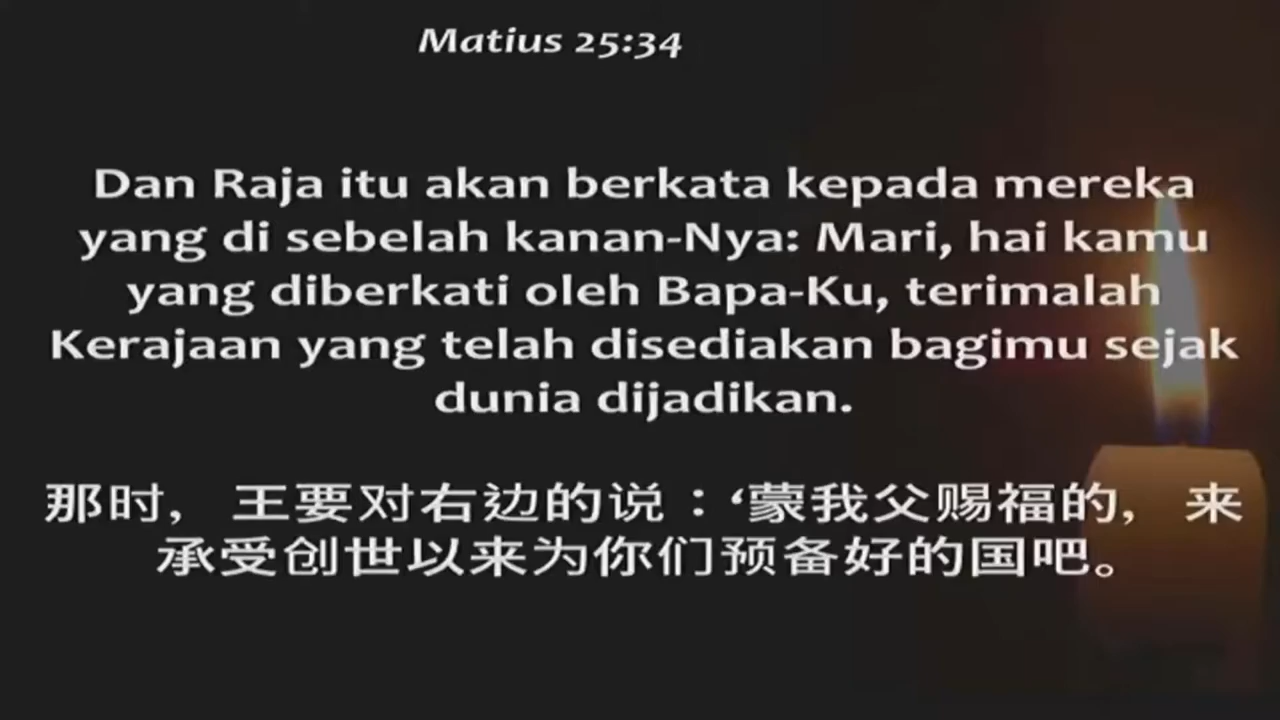 Matius 25:34
Dan Raja itu akan berkata kepada mereka
yang di sebelah kanan-Nya: Mari, hai kamu
yang diberkati oleh Bapa-Ku, terimalah
Kerajaan yang telah disediakan bagimu sejak
dunia dijadikan.
那时, 王要对右边的说：‘蒙我父赐福的, 来
承受创世以来为你们预备好的国吧。